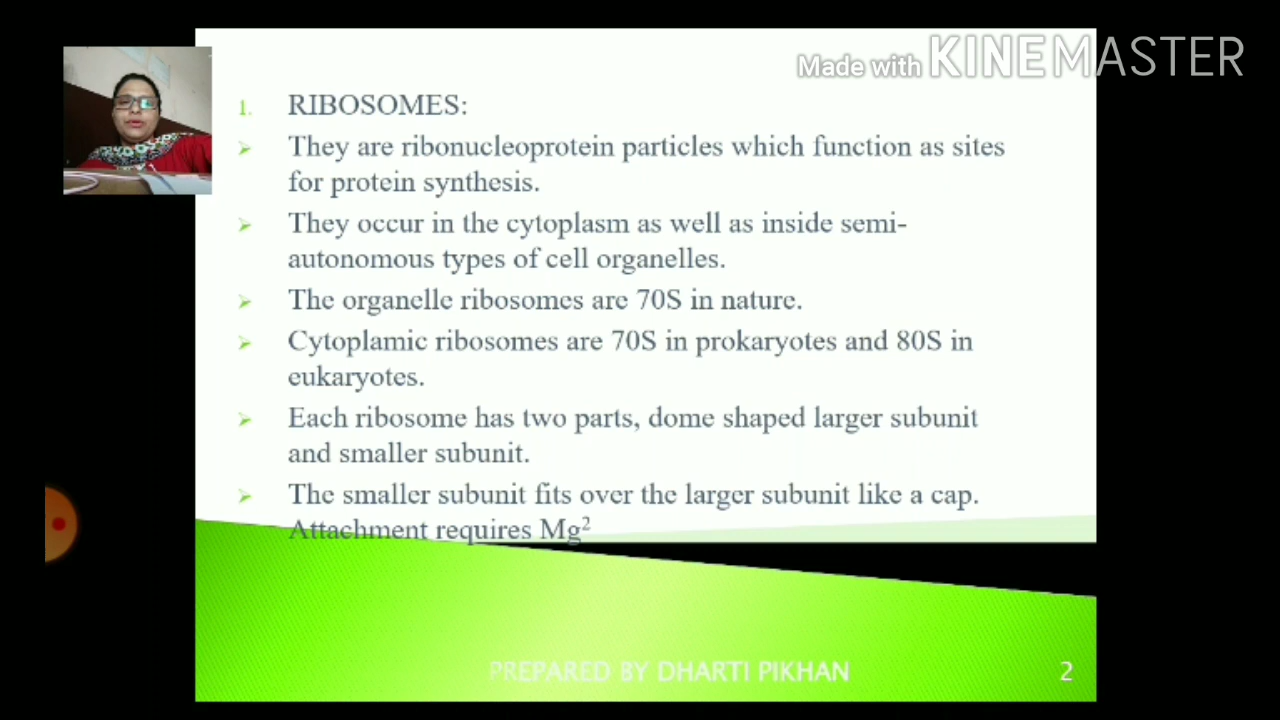 Made with KINEMASTER
1. RIBOSOMES:
They are ribonucleoprotein particles which function as sites
for protein synthesis.
They occur in the cytoplasm as well as inside semi-
autonomous types of cell organelles.
The organelle ribosomes are 70S in nature.
Cytoplamic ribosomes are 70S in prokaryotes and 80S in
eukaryotes.
Each ribosome has two parts, dome shaped larger subunit
and smaller subunit.
The smaller subunit fits over the larger subunit like a cap.
Attachment requires Mg²
PREPARED BY DHARTI PIKHAN 2